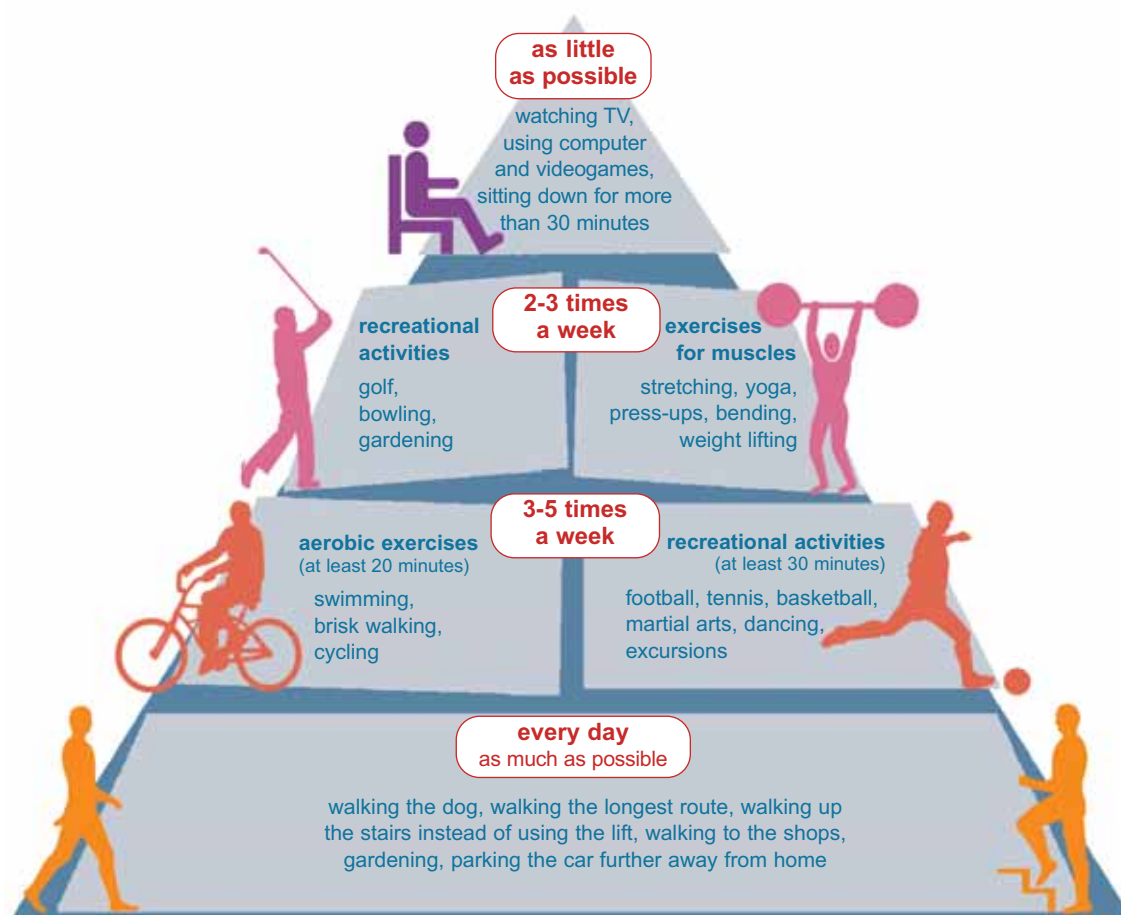 as little
as possible
watching TV,
using computer
and videogames,
sitting down for more
than 30 minutes
2-3 times
a week
recreational
activities
golf,
bowling,
gardening
exercises
for muscles
stretching, yoga,
press-ups, bending,
weight lifting
3-5 times
a week
aerobic exercises
(at least 20 minutes)
swimming,
brisk walking,
cycling
recreational activities
(at least 30 minutes)
football, tennis, basketball,
martial arts, dancing,
excursions
every day
as much as possible
walking the dog, walking the longest route, walking up
the stairs instead of using the lift, walking to the shops,
gardening, parking the car further away from home